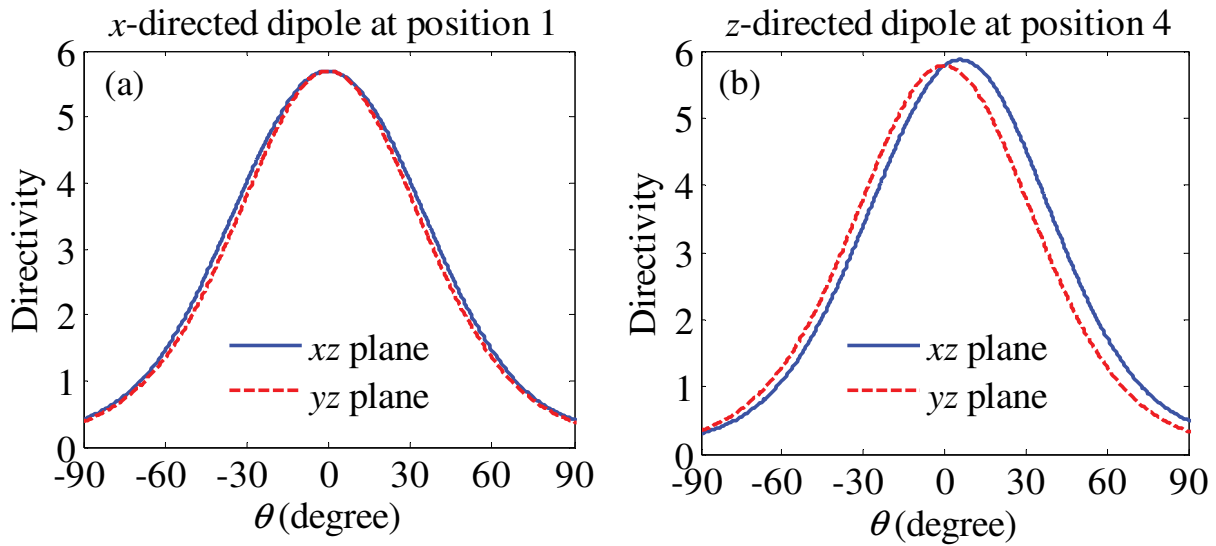 x-directed dipole at position 1
(a)
6
5
4
3
2
1
0
Directivity
xz plane
yz plane
-90
-60
-30
0
30
60
90
θ (degree)
z-directed dipole at position 4
(b)
6
5
4
3
2
1
0
Directivity
xz plane
yz plane
-90
-60
-30
0
30
60
90
θ (degree)